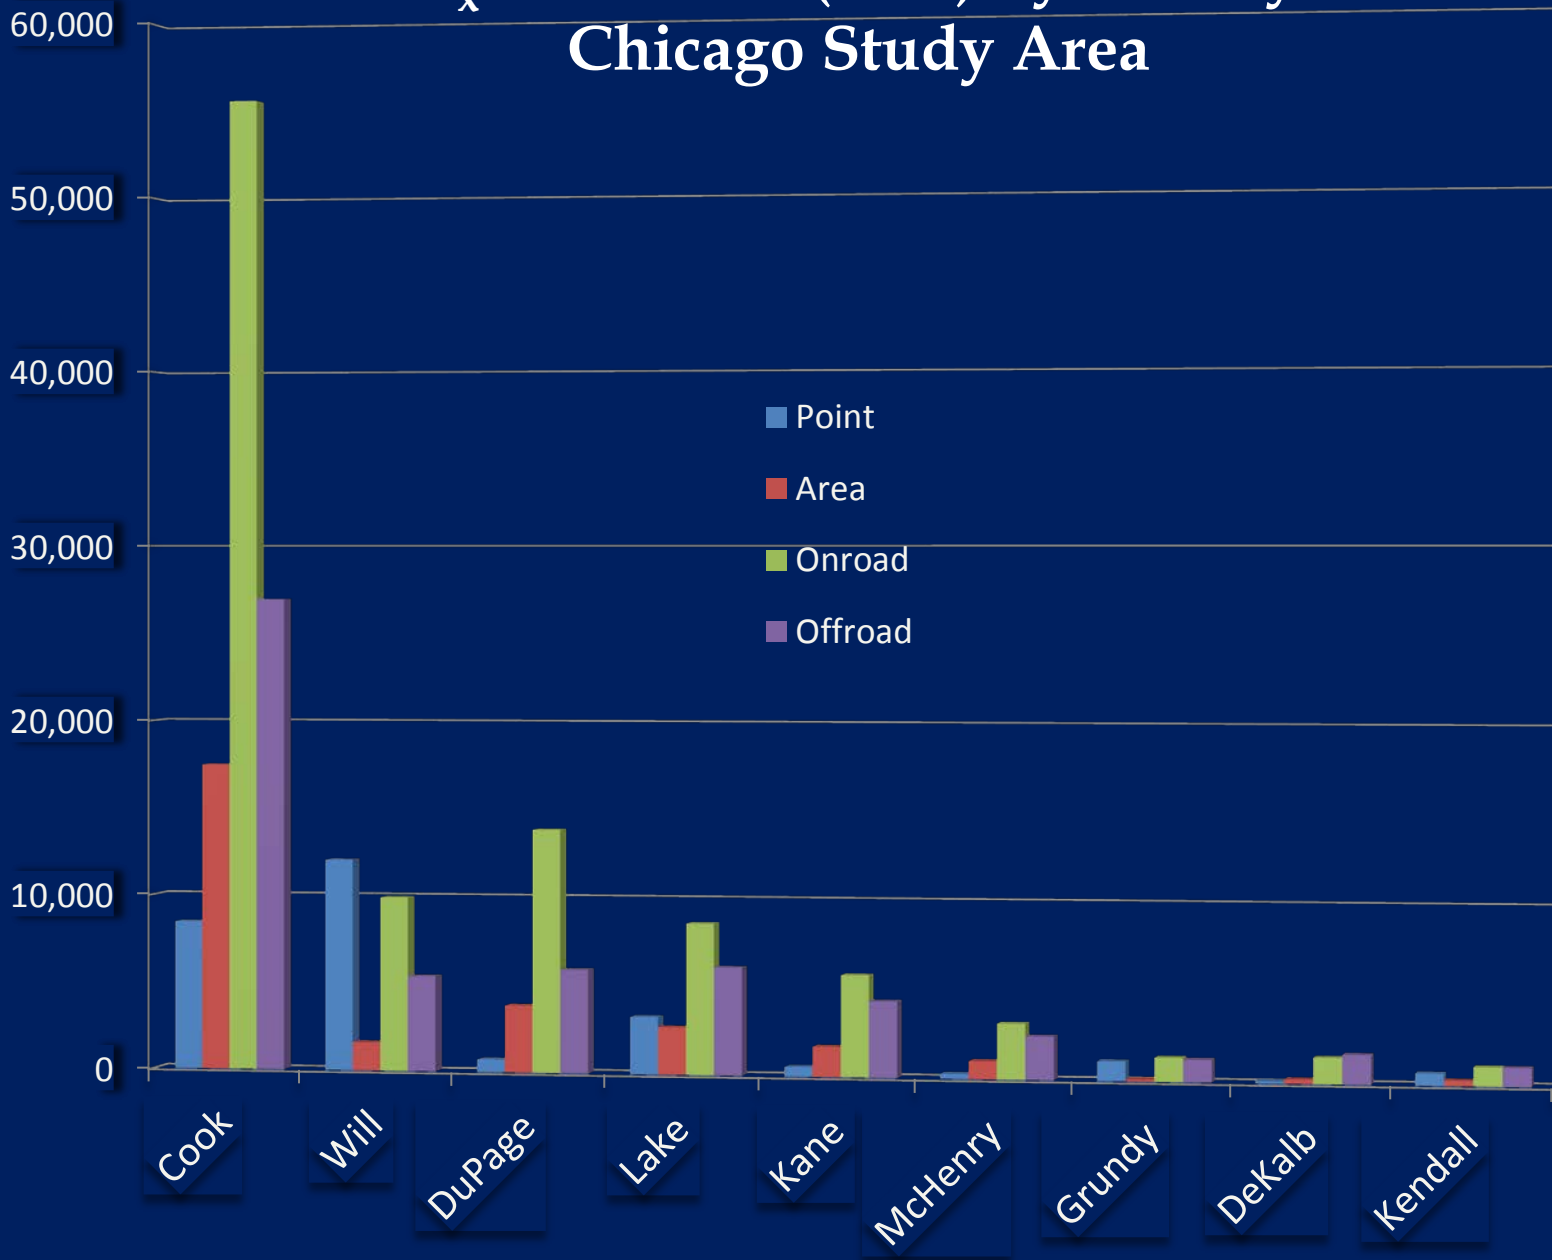 Chicago Study Area
60,000
50,000
40,000
30,000
20,000
10,000
0
Point
Area
Onroad
Offroad
Cook
Will
DuPage
Lake
Kane
McHenry
Grundy
DeKalb
Kendall